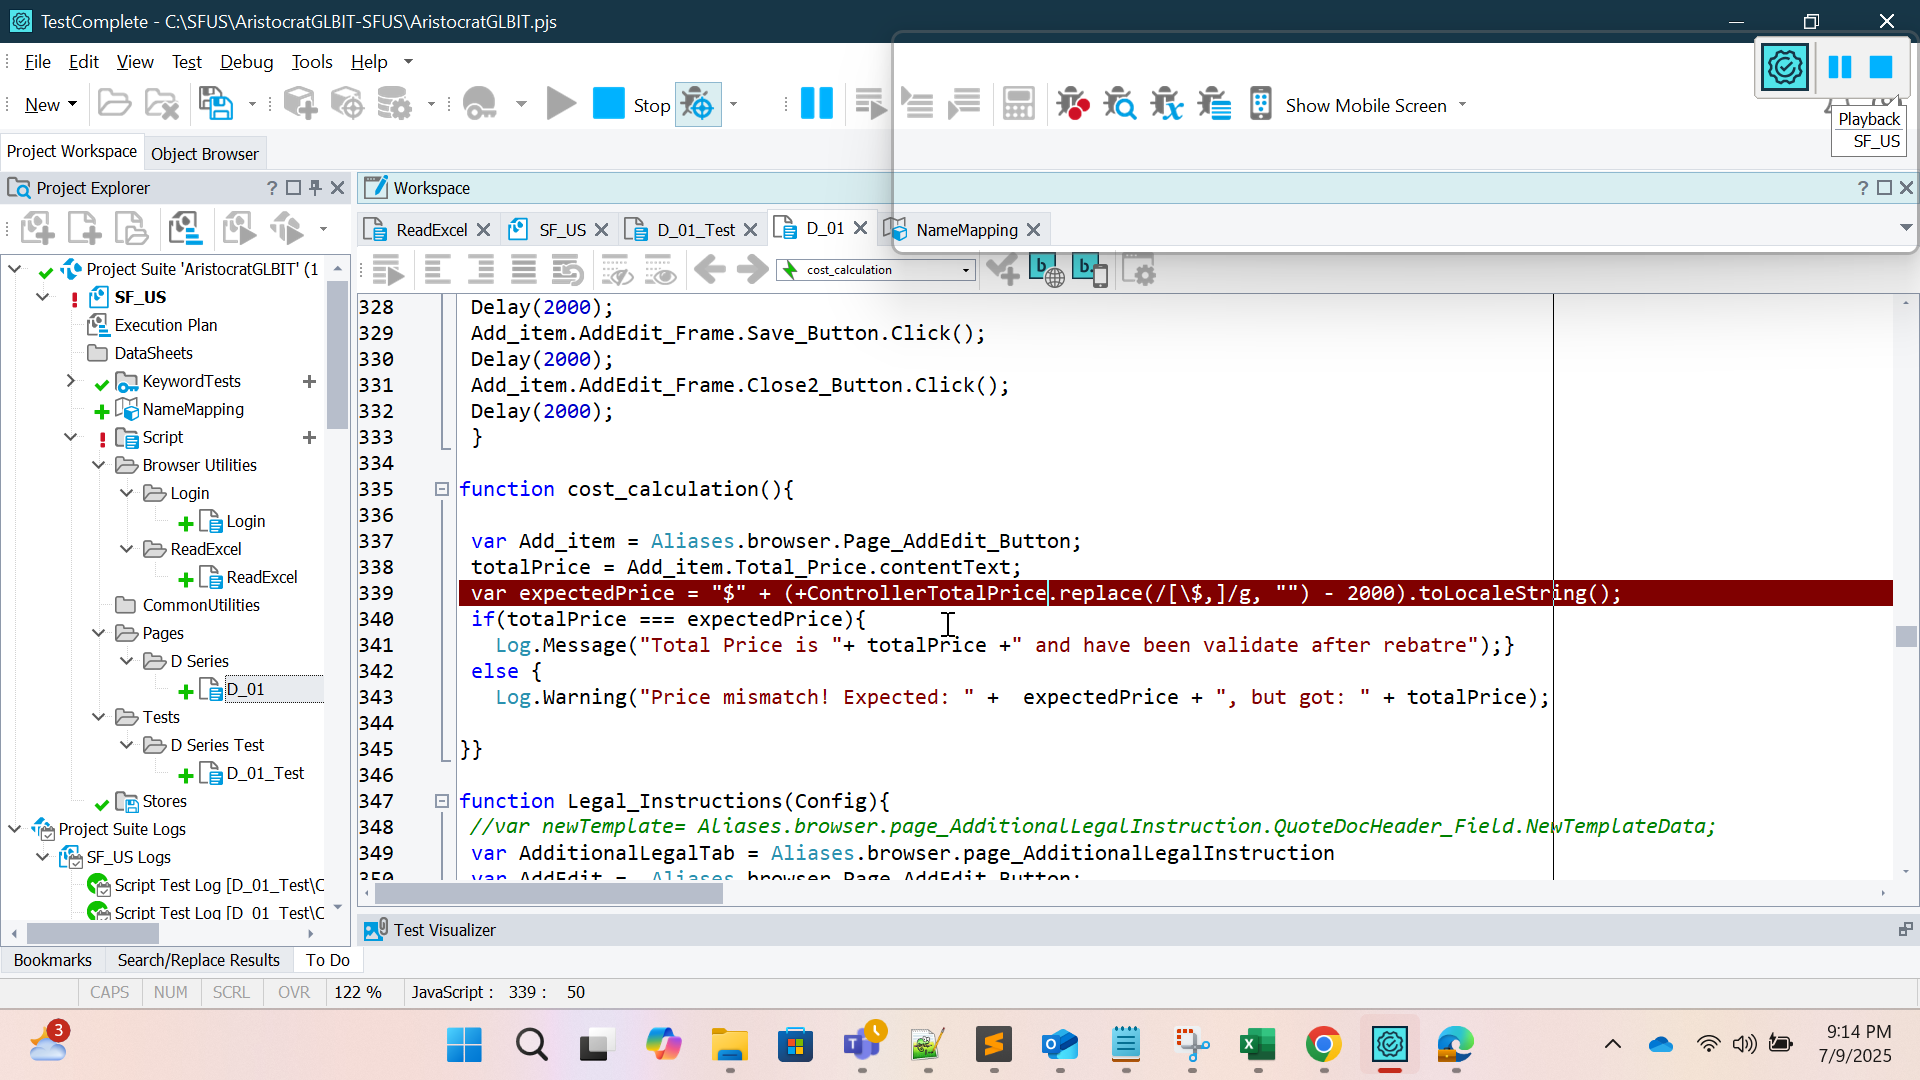 TestComplete - C:\SFUS\AristocratGLBIT-SFUS\AristocratGLBIT.pjs
File Edit View Test Debug Tools Help
New Stop Show Mobile Screen
Playback
SF_US
Project Workspace Object Browser
Project Explorer ?
Workspace ?
ReadExcel SF_US D_01_Test D_01 NameMapping
cost_calculation
Project Suite 'AristocratGLBIT' (1
SF_US
Execution Plan
DataSheets
KeywordTests
NameMapping
Script
Browser Utilities
Login
Login
ReadExcel
ReadExcel
CommonUtilities
Pages
D Series
D_01
Tests
D Series Test
D_01_Test
Stores
Project Suite Logs
SF_US Logs
Script Test Log [D_01_Test\C
Script Test Log [D_01_Test\C
328 Delay(2000);
329 Add_item.AddEdit_Frame.Save_Button.Click();
330 Delay(2000);
331 Add_item.AddEdit_Frame.Close2_Button.Click();
332 Delay(2000);
333 }
334
335 function cost_calculation(){
336
337 var Add_item = Aliases.browser.Page_AddEdit_Button;
338 totalPrice = Add_item.Total_Price.contentText;
339 var expectedPrice = "$" + (+ControllerTotalPrice.replace(/[\$,]/g, "") - 2000).toLocaleString();
340 if(totalPrice === expectedPrice){
341 Log.Message("Total Price is "+ totalPrice +" and have been validate after rebatre");}
342 else {
343 Log.Warning("Price mismatch! Expected: " + expectedPrice + ", but got: " + totalPrice);
344
345 }}
346
347 function Legal_Instructions(Config){
348 //var newTemplate= Aliases.browser.page_AdditionalLegalInstruction.QuoteDocHeader_Field.NewTemplateData;
349 var AdditionalLegalTab = Aliases.browser.page_AdditionalLegalInstruction
350 var AddEdit = Aliases.browser.Page_AddEdit_Button;
Test Visualizer
Bookmarks Search/Replace Results To Do
CAPS NUM SCRL OVR 122 % JavaScript : 339 : 50
3
9:14 PM
7/9/2025